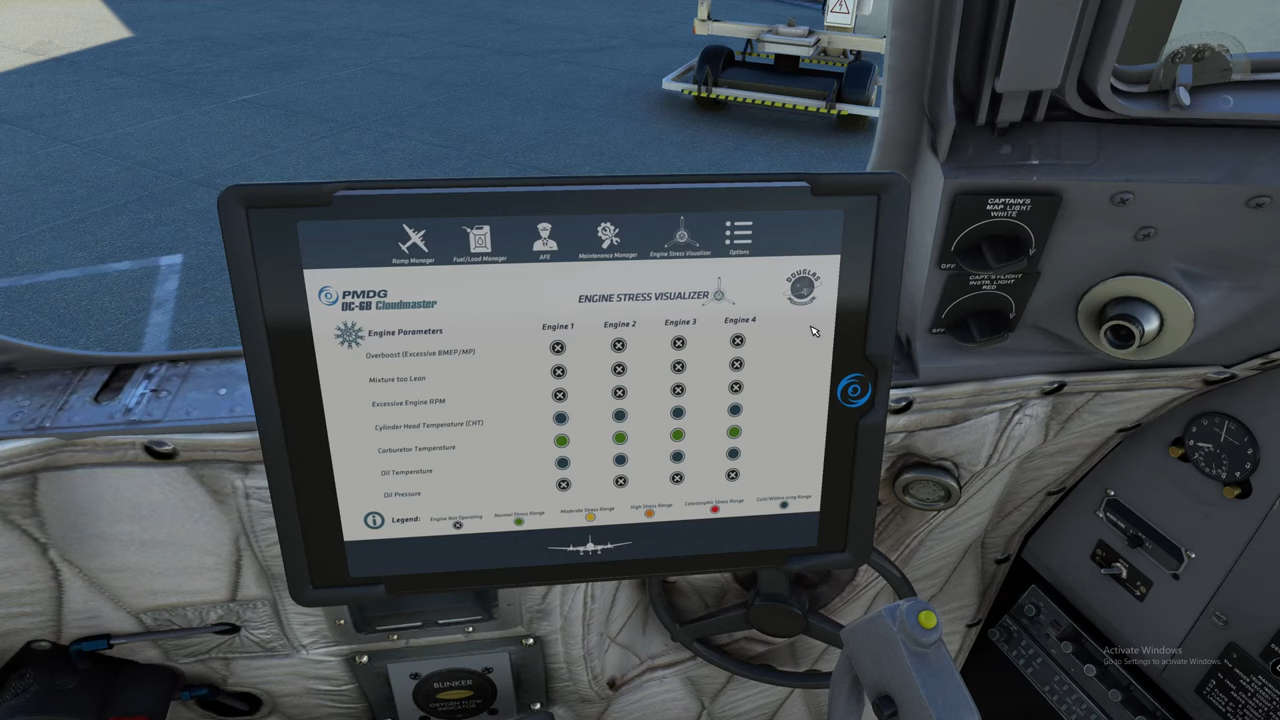 CAPTAIN'S
MAP LIGHT
WHITE
OFF
CAPT.'S FLIGHT
INSTR. LIGHT
RED
OFF
Ramp Manager
Fuel/Load Manager
AFE
Maintenance Manager
Engine Stress Visualizer
Options
PMDG
DC-6B Cloudmaster
ENGINE STRESS VISUALIZER
DOUGLAS
Engine Parameters
Engine 1
Engine 2
Engine 3
Engine 4
Overboost (Excessive BMEP/MP)
Mixture too Lean
Excessive Engine RPM
Cylinder Head Temperature (CHT)
Carburetor Temperature
Oil Temperature
Oil Pressure
Legend:
Engine Not Operating
Normal Stress Range
Moderate Stress Range
High Stress Range
Catastrophic Stress Range
BLINKER
OXYGEN FLOW
INDICATOR
Activate Windows
Go to Settings to activate Windows.